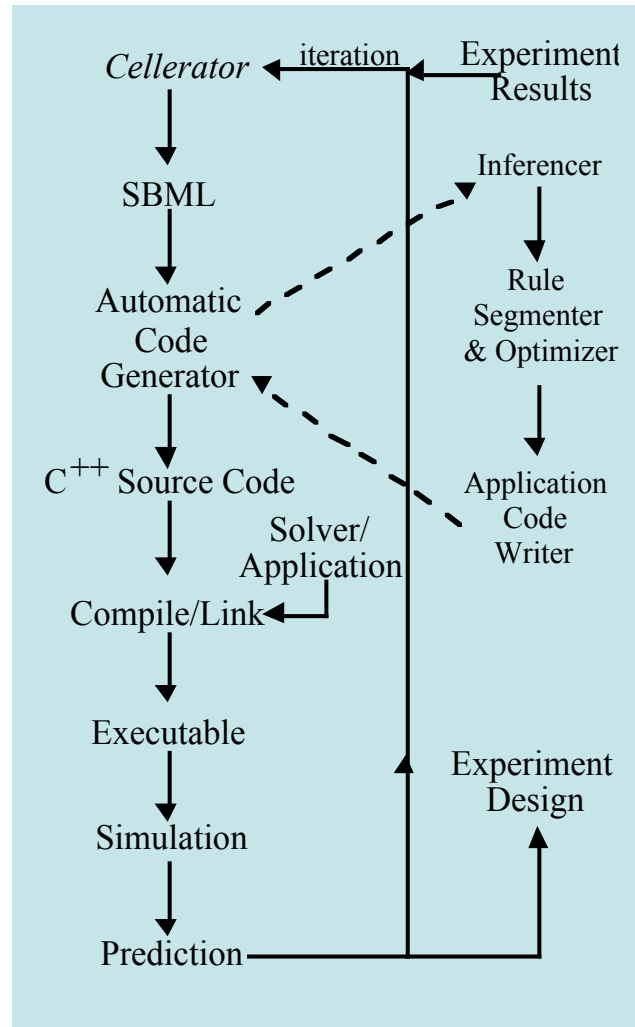 Cellerator
iteration
Experiment
Results
SBML
Inferencer
Automatic
Code
Generator
Rule
Segmenter
& Optimizer
C++ Source Code
Application
Code
Writer
Solver/
Application
Compile/Link
Executable
Experiment
Design
Simulation
Prediction